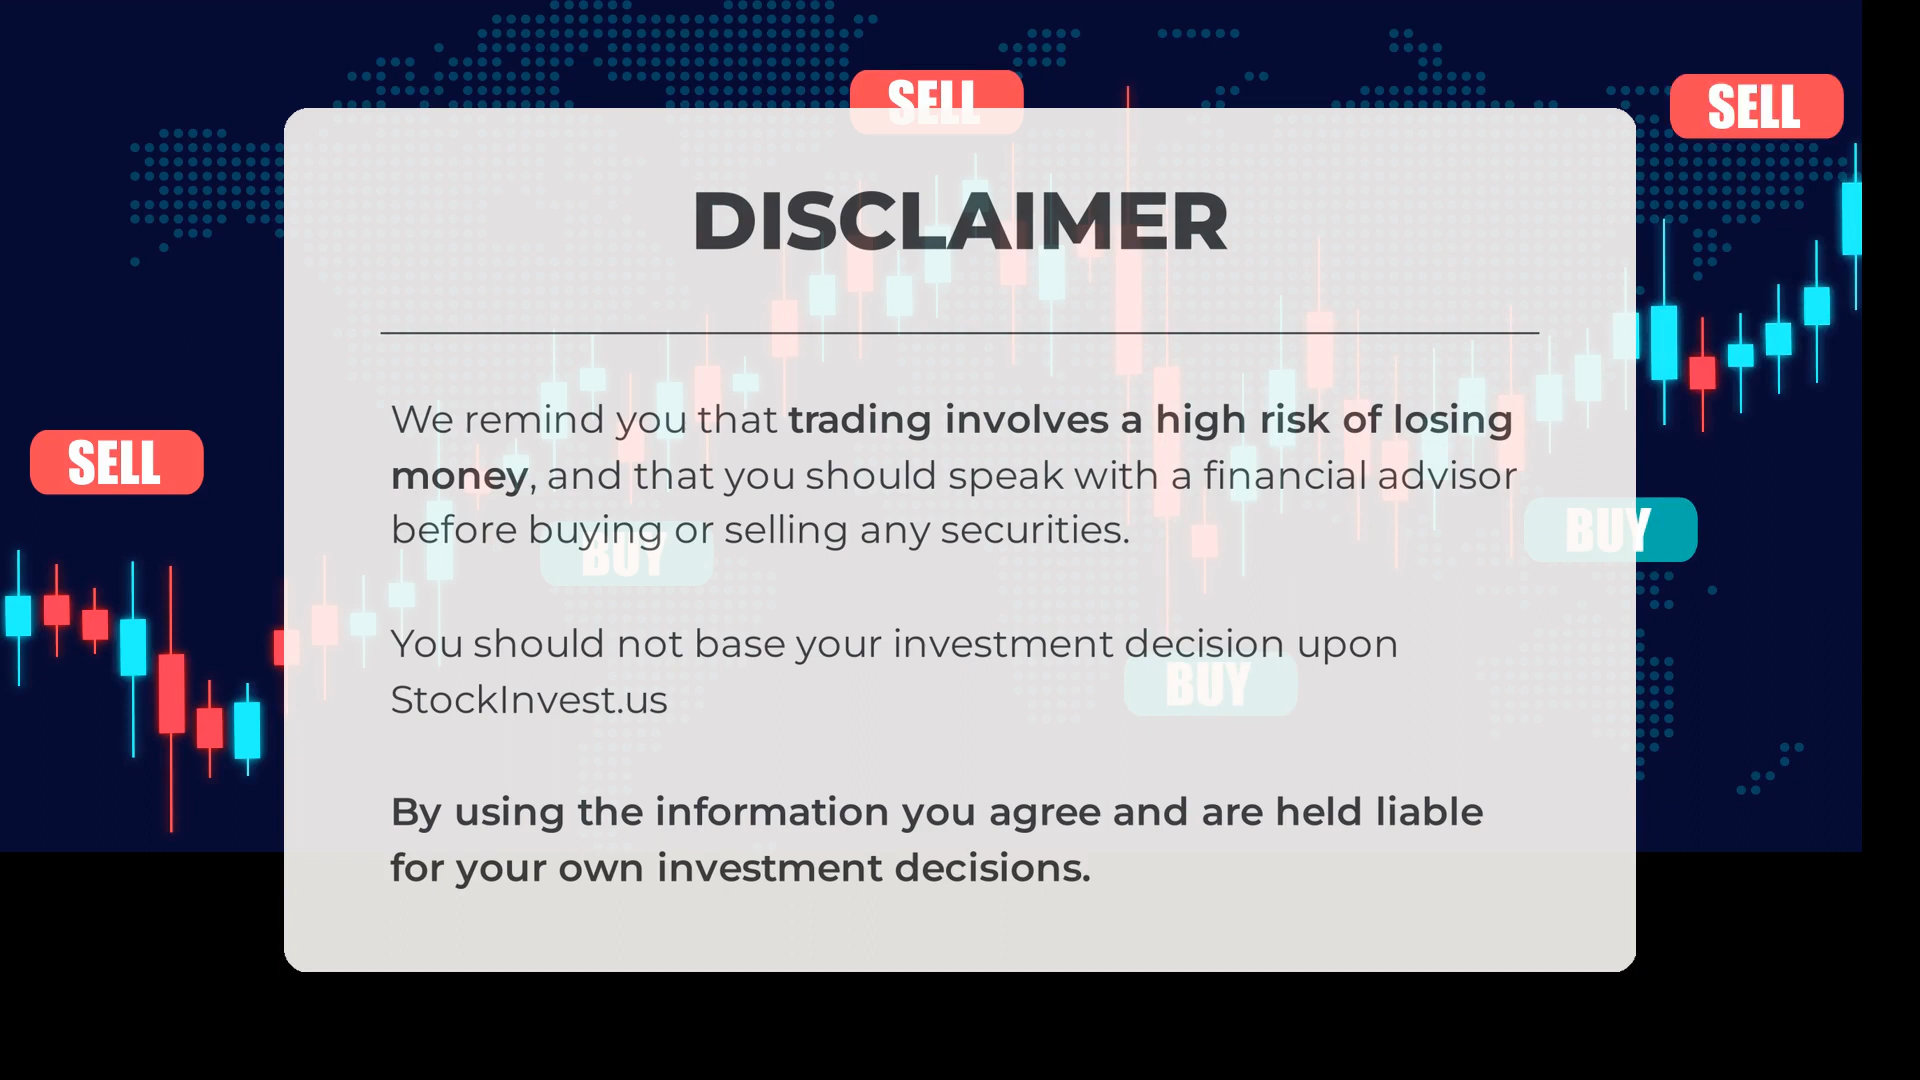 SELL
SELL
DISCLAIMER
We remind you that trading involves a high risk of losing
money, and that you should speak with a financial advisor
before buying or selling any securities.
SELL
BUY
BUY
You should not base your investment decision upon
StockInvest.us
BUY
By using the information you agree and are held liable
for your own investment decisions.